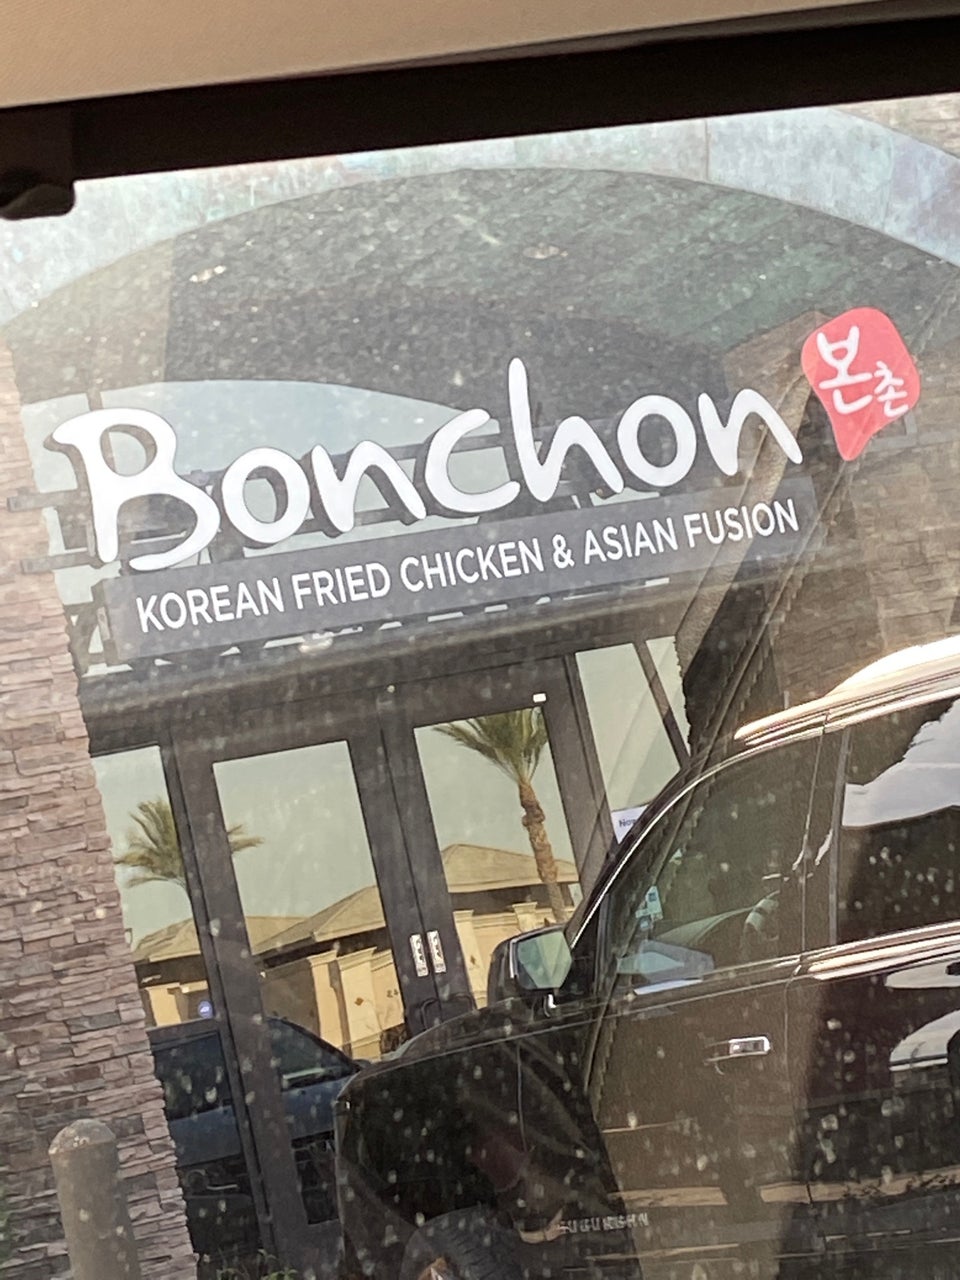 Bonchon
본촌
KOREAN FRIED CHICKEN & ASIAN FUSION